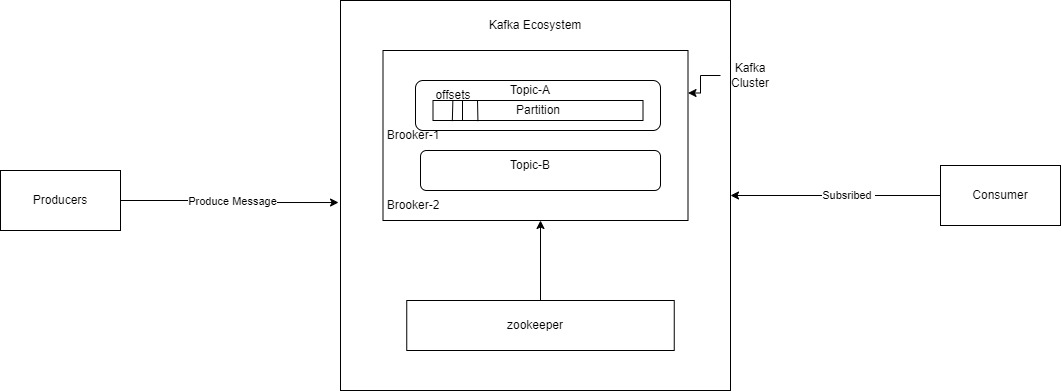 Kafka Ecosystem
Kafka
Cluster
Topic-A
offsets
Partition
Brooker-1
Topic-B
Brooker-2
Producers
Produce Message
Subsribed
Consumer
zookeeper